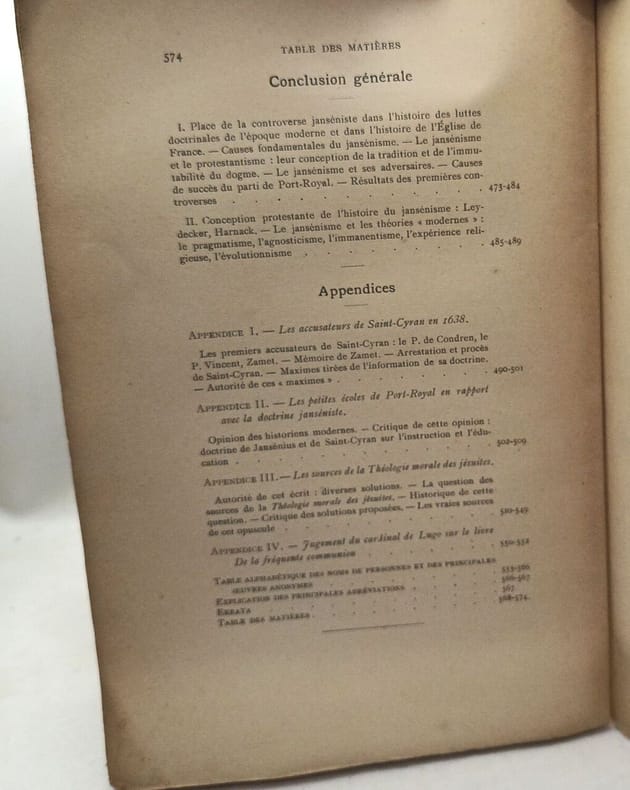 574
TABLE DES MATIÈRES
Conclusion générale
I. Place de la controverse janséniste dans l'histoire des luttes
doctrinales de l'époque moderne et dans l'histoire de l'Église de
France. — Causes fondamentales du jansénisme. — Le jansénisme
et le protestantisme : leur conception de la tradition et de l'immu-
tabilité du dogme. — Le jansénisme et ses adversaires. — Causes
de succès du parti de Port-Royal. — Résultats des premières con-
troverses . . . . . . . . . . 473-484
II. Conception protestante de l'histoire du jansénisme : Ley-
decker, Harnack. — Le jansénisme et les théories « modernes » :
le pragmatisme, l'agnosticisme, l'immanentisme, l'expérience reli-
gieuse, l'évolutionnisme . . . . . . . 485-489
Appendices
APPENDICE I. — Les accusateurs de Saint-Cyran en 1638.
Les premiers accusateurs de Saint-Cyran : le P. de Condren, le
P. Vincent, Zamet. — Mémoire de Zamet. — Arrestation et procès
de Saint-Cyran. — Maximes tirées de l'information de sa doctrine.
— Autorité de ces « maximes » . . . . . . 490-501
APPENDICE II. — Les petites écoles de Port-Royal en rapport
avec la doctrine janséniste.
Opinion des historiens modernes. — Critique de cette opinion :
doctrine de Jansénius et de Saint-Cyran sur l'instruction et l'édu-
cation . . . . . . . . . . 502-509
APPENDICE III. — Les sources de la Théologie morale des jésuites.
Autorité de cet écrit : diverses solutions. — La question des
sources de la Théologie morale des jésuites. — Historique de cette
question. — Critique des solutions proposées. — Les vraies sources
de cet opuscule . . . . . . . . 510-549
APPENDICE IV. — Jugement du cardinal de Lugo sur le livre
De la fréquente communion . . . . . 550-552
TABLE ALPHABÉTIQUE DES NOMS DE PERSONNES ET DES PRINCIPALES
ŒUVRES ANONYMES . . . . . . . 553-566
EXPLICATION DES PRINCIPALES ABRÉVIATIONS . . . . 566-567
ERRATA . . . . . . . . . 567
TABLE DES MATIÈRES . . . . . . . 568-574